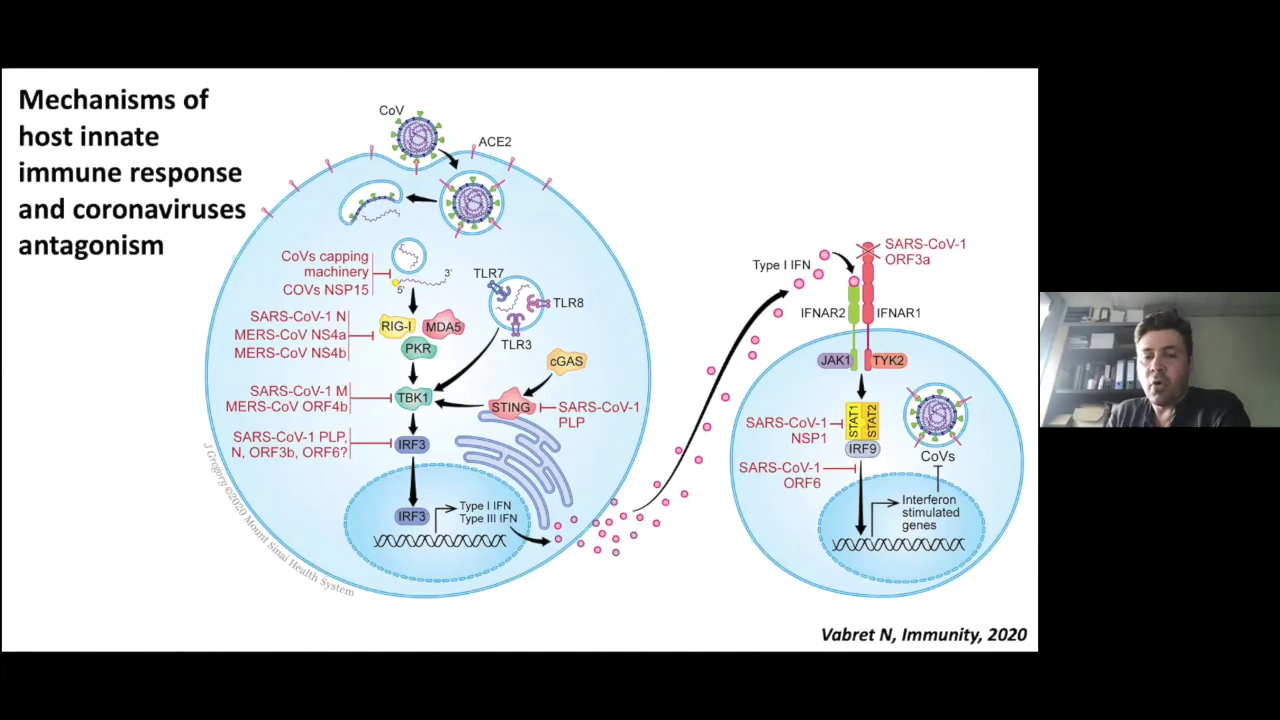 Mechanisms of
host innate
immune response
and coronaviruses
antagonism
CoV
ACE2
CoVs capping
machinery
COVs NSP15
3'
5'
TLR7
TLR8
TLR3
SARS-CoV-1 N
MERS-CoV NS4a
MERS-CoV NS4b
RIG-I
MDA5
PKR
cGAS
SARS-CoV-1 M
MERS-CoV ORF4b
TBK1
STING
SARS-CoV-1
PLP
SARS-CoV-1 PLP,
N, ORF3b, ORF6?
IRF3
IRF3
Type I IFN
Type III IFN
J Gregory ©2020 Mount Sinai Health System
Type I IFN
SARS-CoV-1
ORF3a
IFNAR2
IFNAR1
JAK1
TYK2
SARS-CoV-1
NSP1
STAT1
STAT2
IRF9
CoVs
SARS-CoV-1
ORF6
Interferon
stimulated
genes
Vabret N, Immunity, 2020